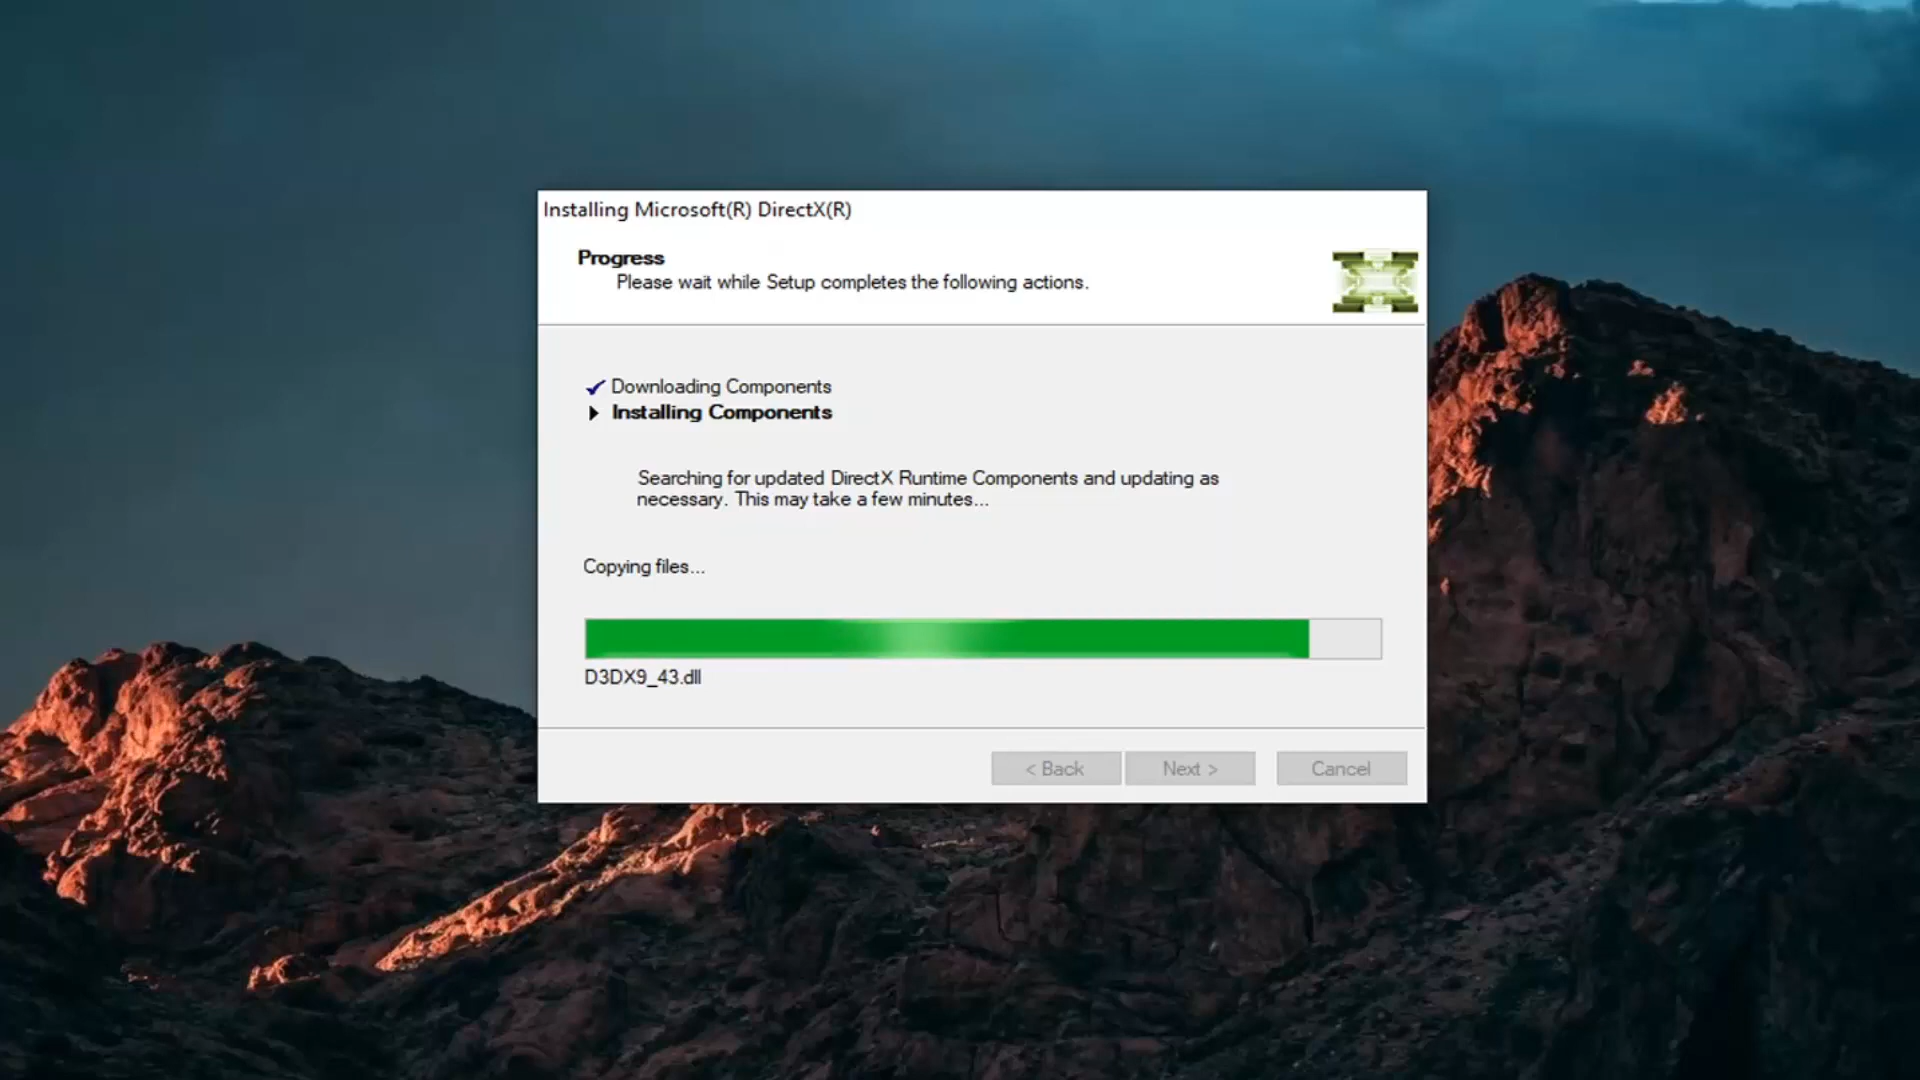 Installing Microsoft(R) DirectX(R)
Progress
Please wait while Setup completes the following actions.
Downloading Components
Installing Components
Searching for updated DirectX Runtime Components and updating as
necessary. This may take a few minutes...
Copying files...
D3DX9_43.dll
< Back
Next >
Cancel